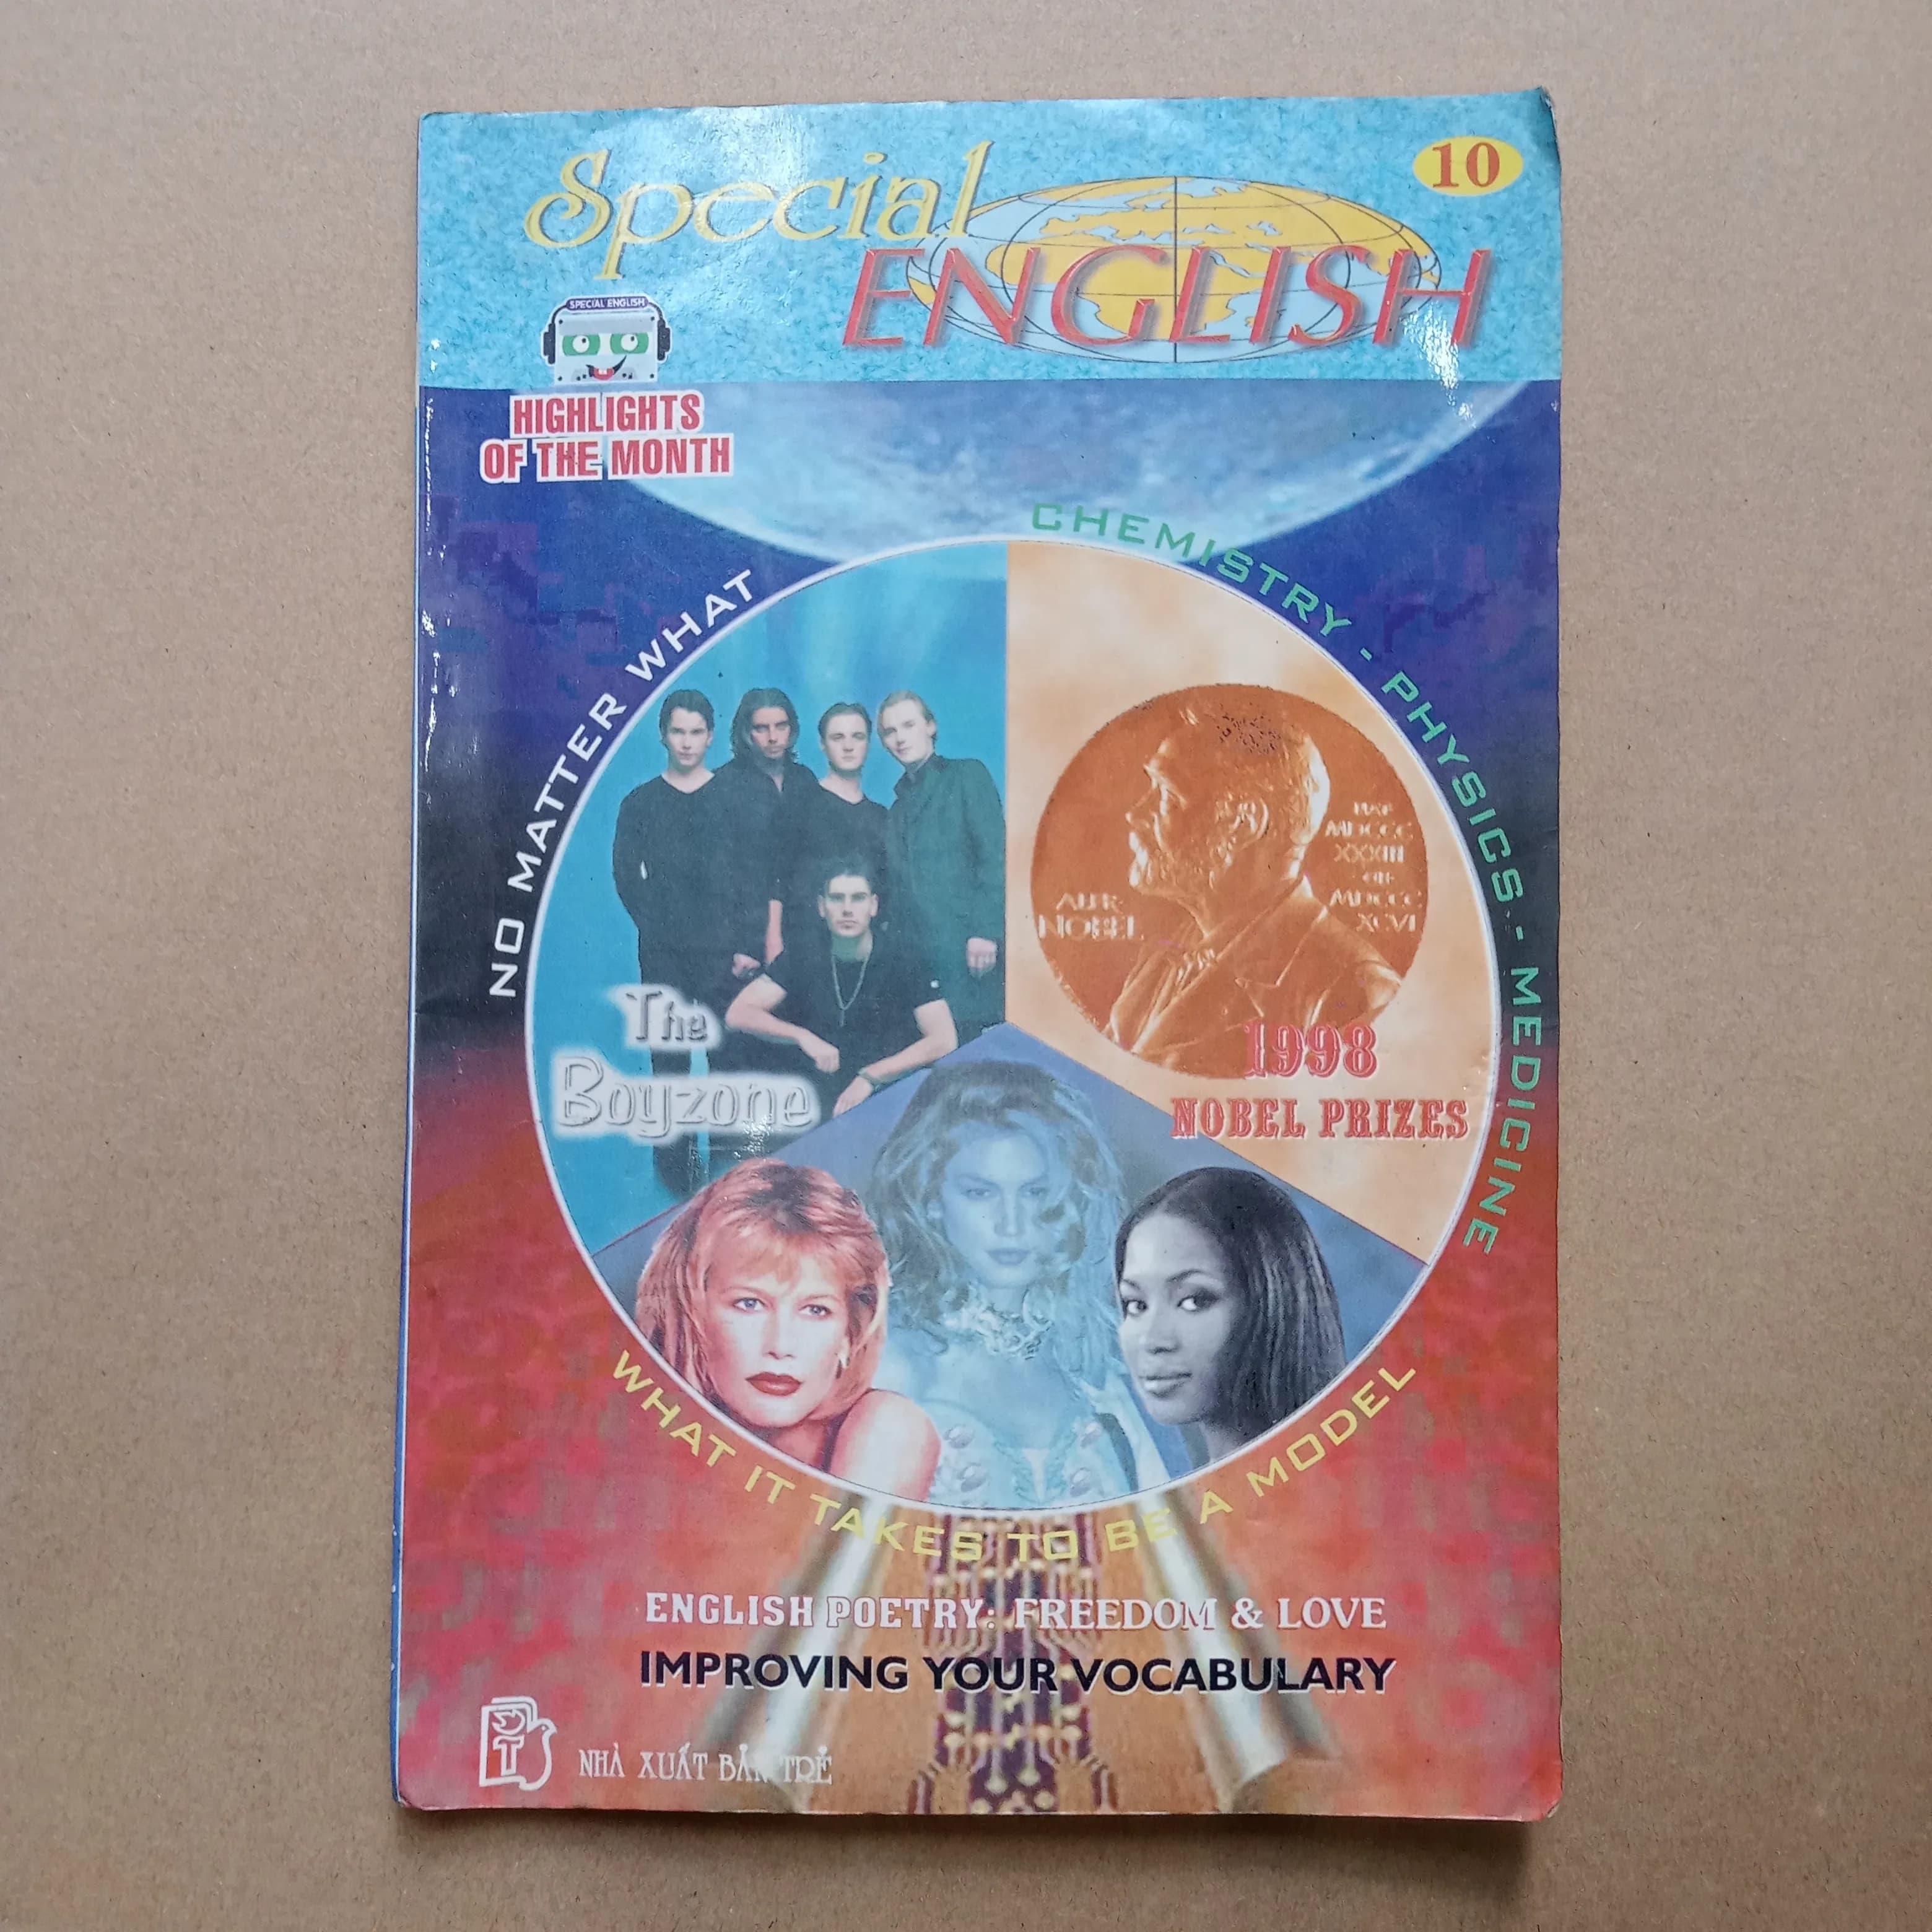 Special
ENGLISH
10
SPECIAL ENGLISH
HIGHLIGHTS
OF THE MONTH
NO MATTER WHAT
CHEMISTRY - PHYSICS - MEDICINE
The
Boyzone
ALFR.
NOBEL
NAT.
MDCCC
XXXIII
OB.
MDCCC
XCVI
1998
NOBEL PRIZES
WHAT IT TAKES TO BE A MODEL
ENGLISH POETRY: FREEDOM & LOVE
IMPROVING YOUR VOCABULARY
T
NHÀ XUẤT BẢN TRẺ